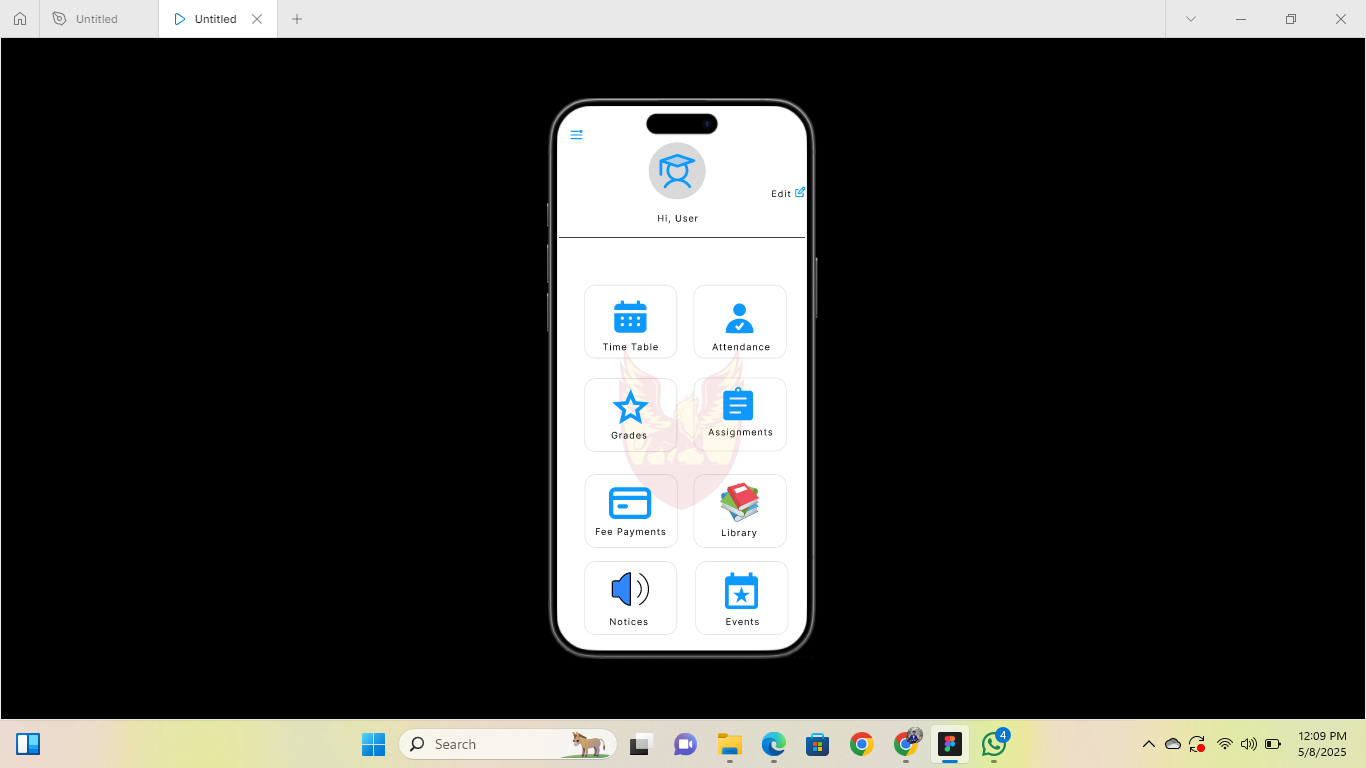 Untitled
Untitled
Edit
Hi, User
Time Table
Attendance
Grades
Assignments
Fee Payments
Library
Notices
Events
Search
4
12:09 PM
5/8/2025